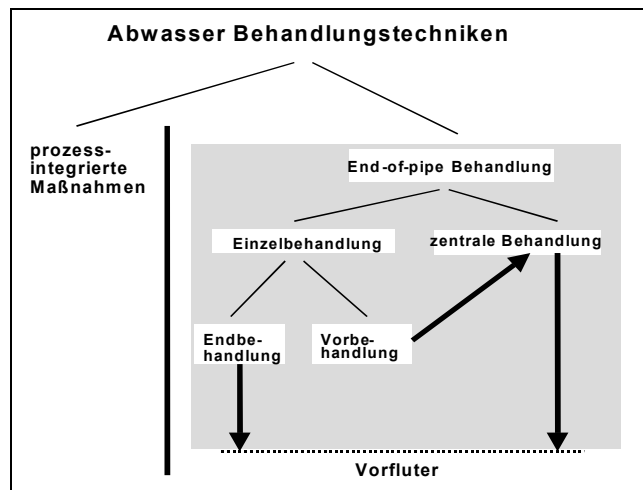 Abwasser Behandlungstechniken
prozess-
integrierte
Maßnahmen
End-of-pipe Behandlung
Einzelbehandlung
zentrale Behandlung
Endbe-
handlung
Vorbe-
handlung
Vorfluter